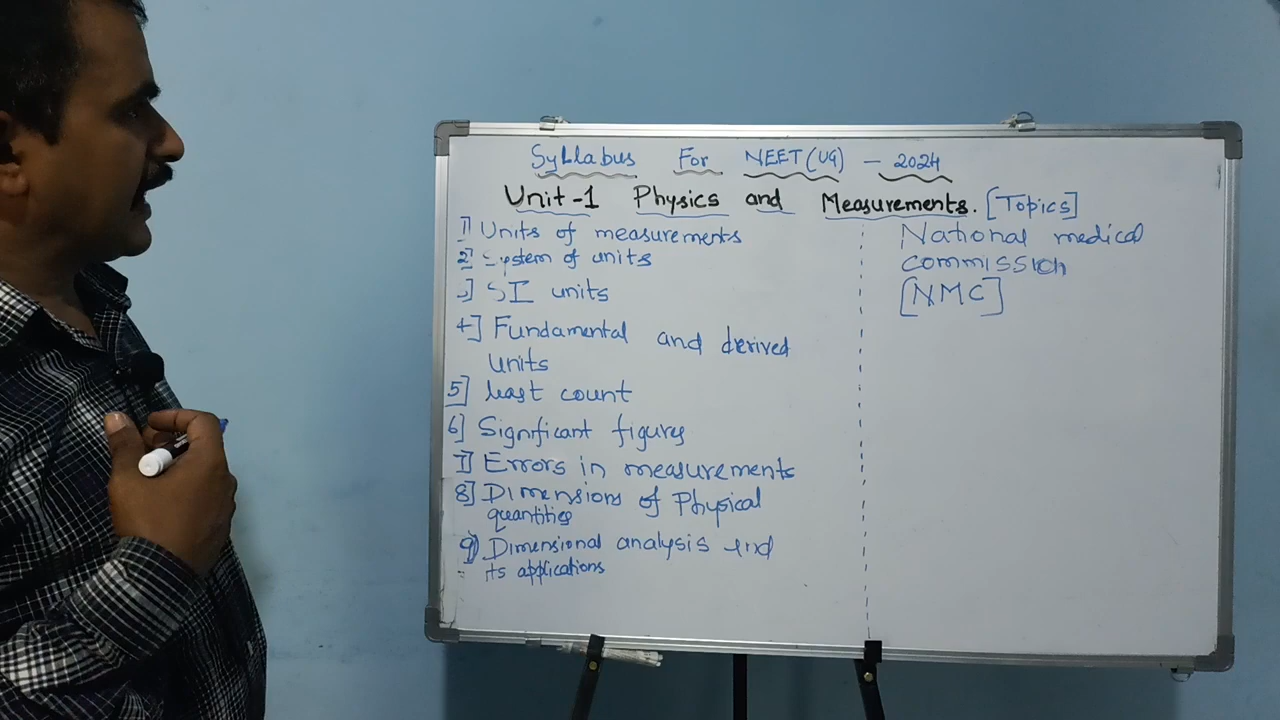 Syllabus For NEET(UG) - 2024
Unit-1 Physics and Measurements. [Topics]
1] Units of measurements
2] System of units
3] SI units
4] Fundamental and derived
units
5] least count
6] Significant figures
7] Errors in measurements
8] Dimensions of Physical
quantities
9) Dimensional analysis and
its applications
National medical
commission
[NMC]